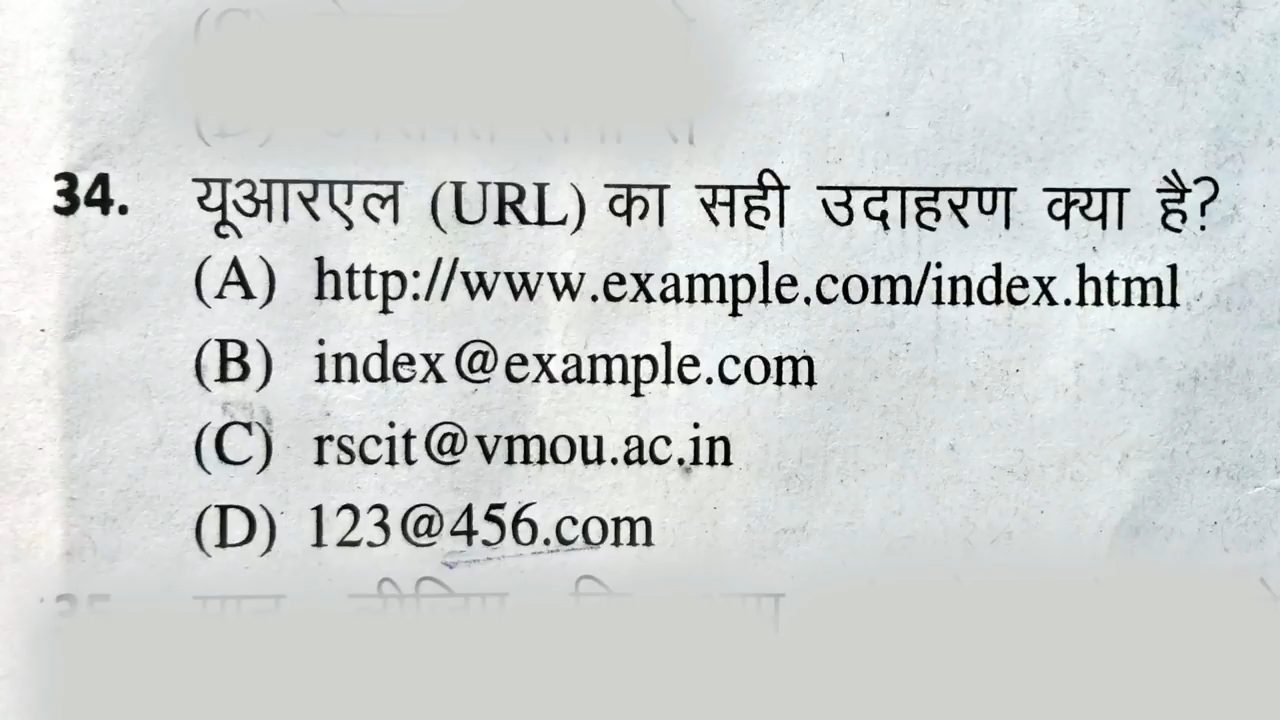 34. यूआरएल (URL) का सही उदाहरण क्या है?
(A) http://www.example.com/index.html
(B) index@example.com
(C) rscit@vmou.ac.in
(D) 123@456.com